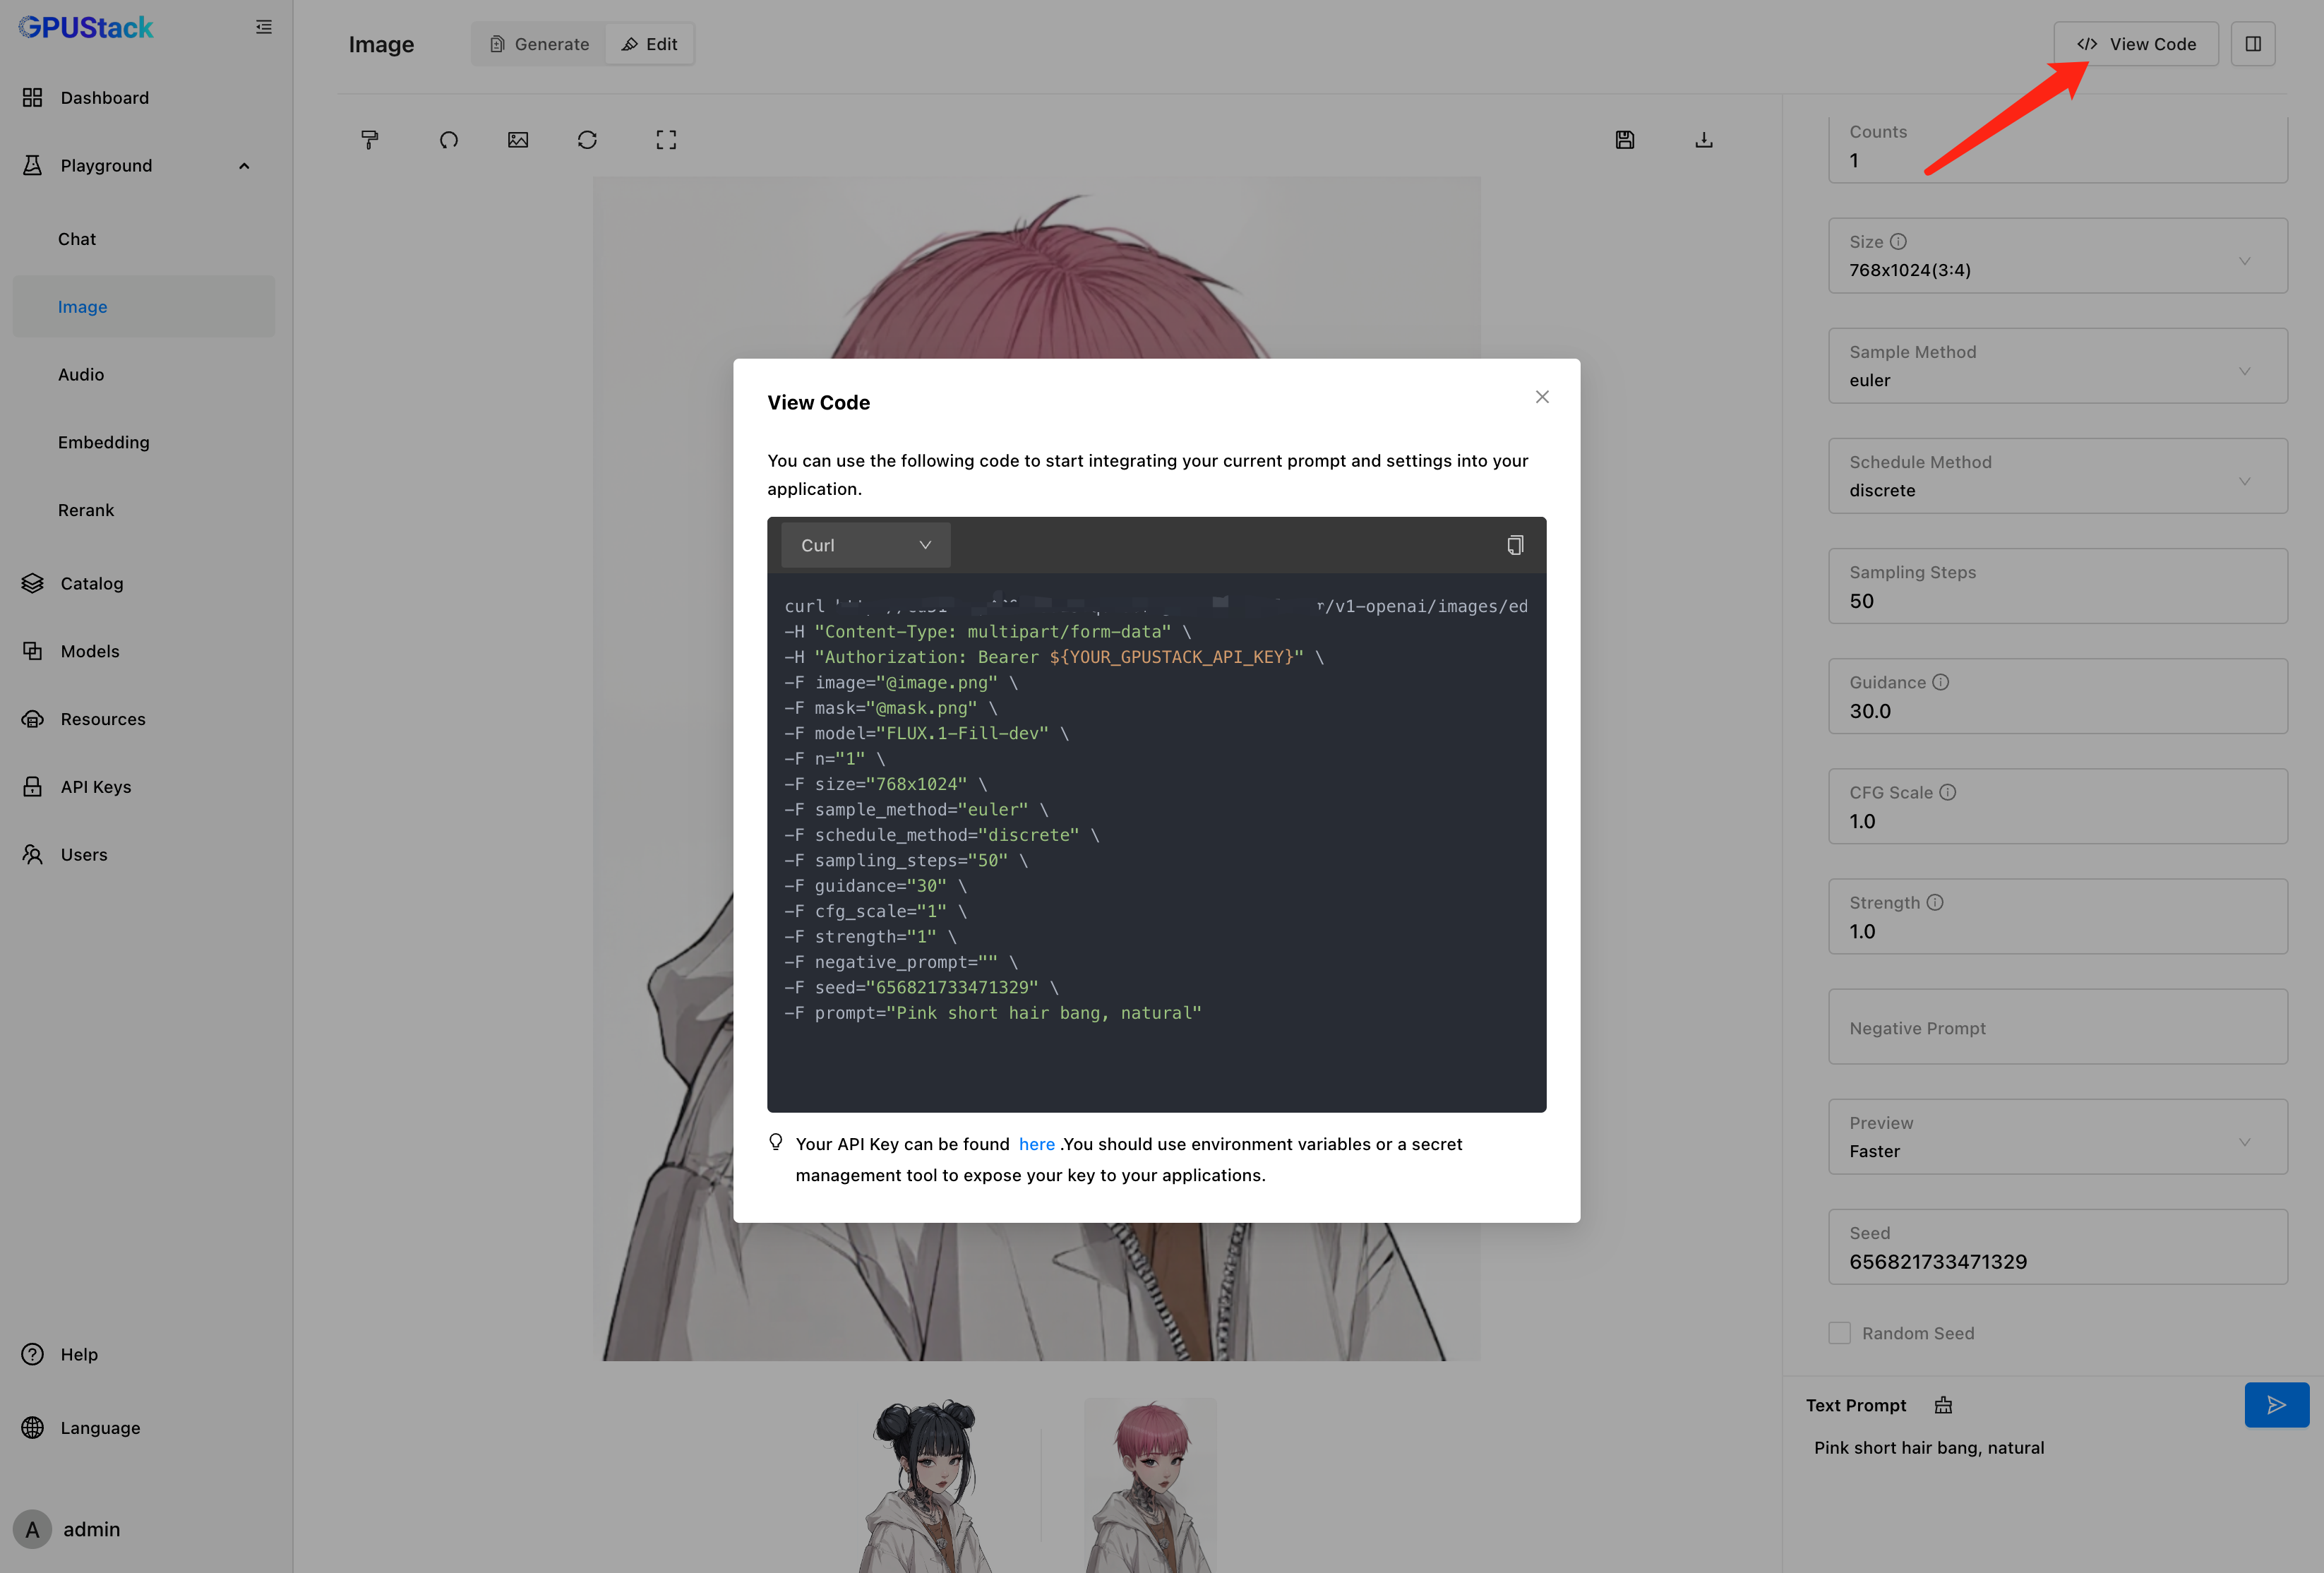 GPUStack
Dashboard
Playground
Chat
Image
Audio
Embedding
Rerank
Catalog
Models
Resources
API Keys
Users
Help
Language
A
admin
Image
Generate
Edit
View Code
Counts
1
Size
768x1024(3:4)
Sample Method
euler
Schedule Method
discrete
Sampling Steps
50
Guidance
30.0
CFG Scale
1.0
Strength
1.0
Negative Prompt
Preview
Faster
Seed
656821733471329
Random Seed
Text Prompt
Pink short hair bang, natural
View Code
You can use the following code to start integrating your current prompt and settings into your
application.
Curl
curl /v1-openai/images/ed
-H "Content-Type: multipart/form-data" \
-H "Authorization: Bearer ${YOUR_GPUSTACK_API_KEY}" \
-F image="@image.png" \
-F mask="@mask.png" \
-F model="FLUX.1-Fill-dev" \
-F n="1" \
-F size="768x1024" \
-F sample_method="euler" \
-F schedule_method="discrete" \
-F sampling_steps="50" \
-F guidance="30" \
-F cfg_scale="1" \
-F strength="1" \
-F negative_prompt="" \
-F seed="656821733471329" \
-F prompt="Pink short hair bang, natural"
Your API Key can be found here .You should use environment variables or a secret
management tool to expose your key to your applications.